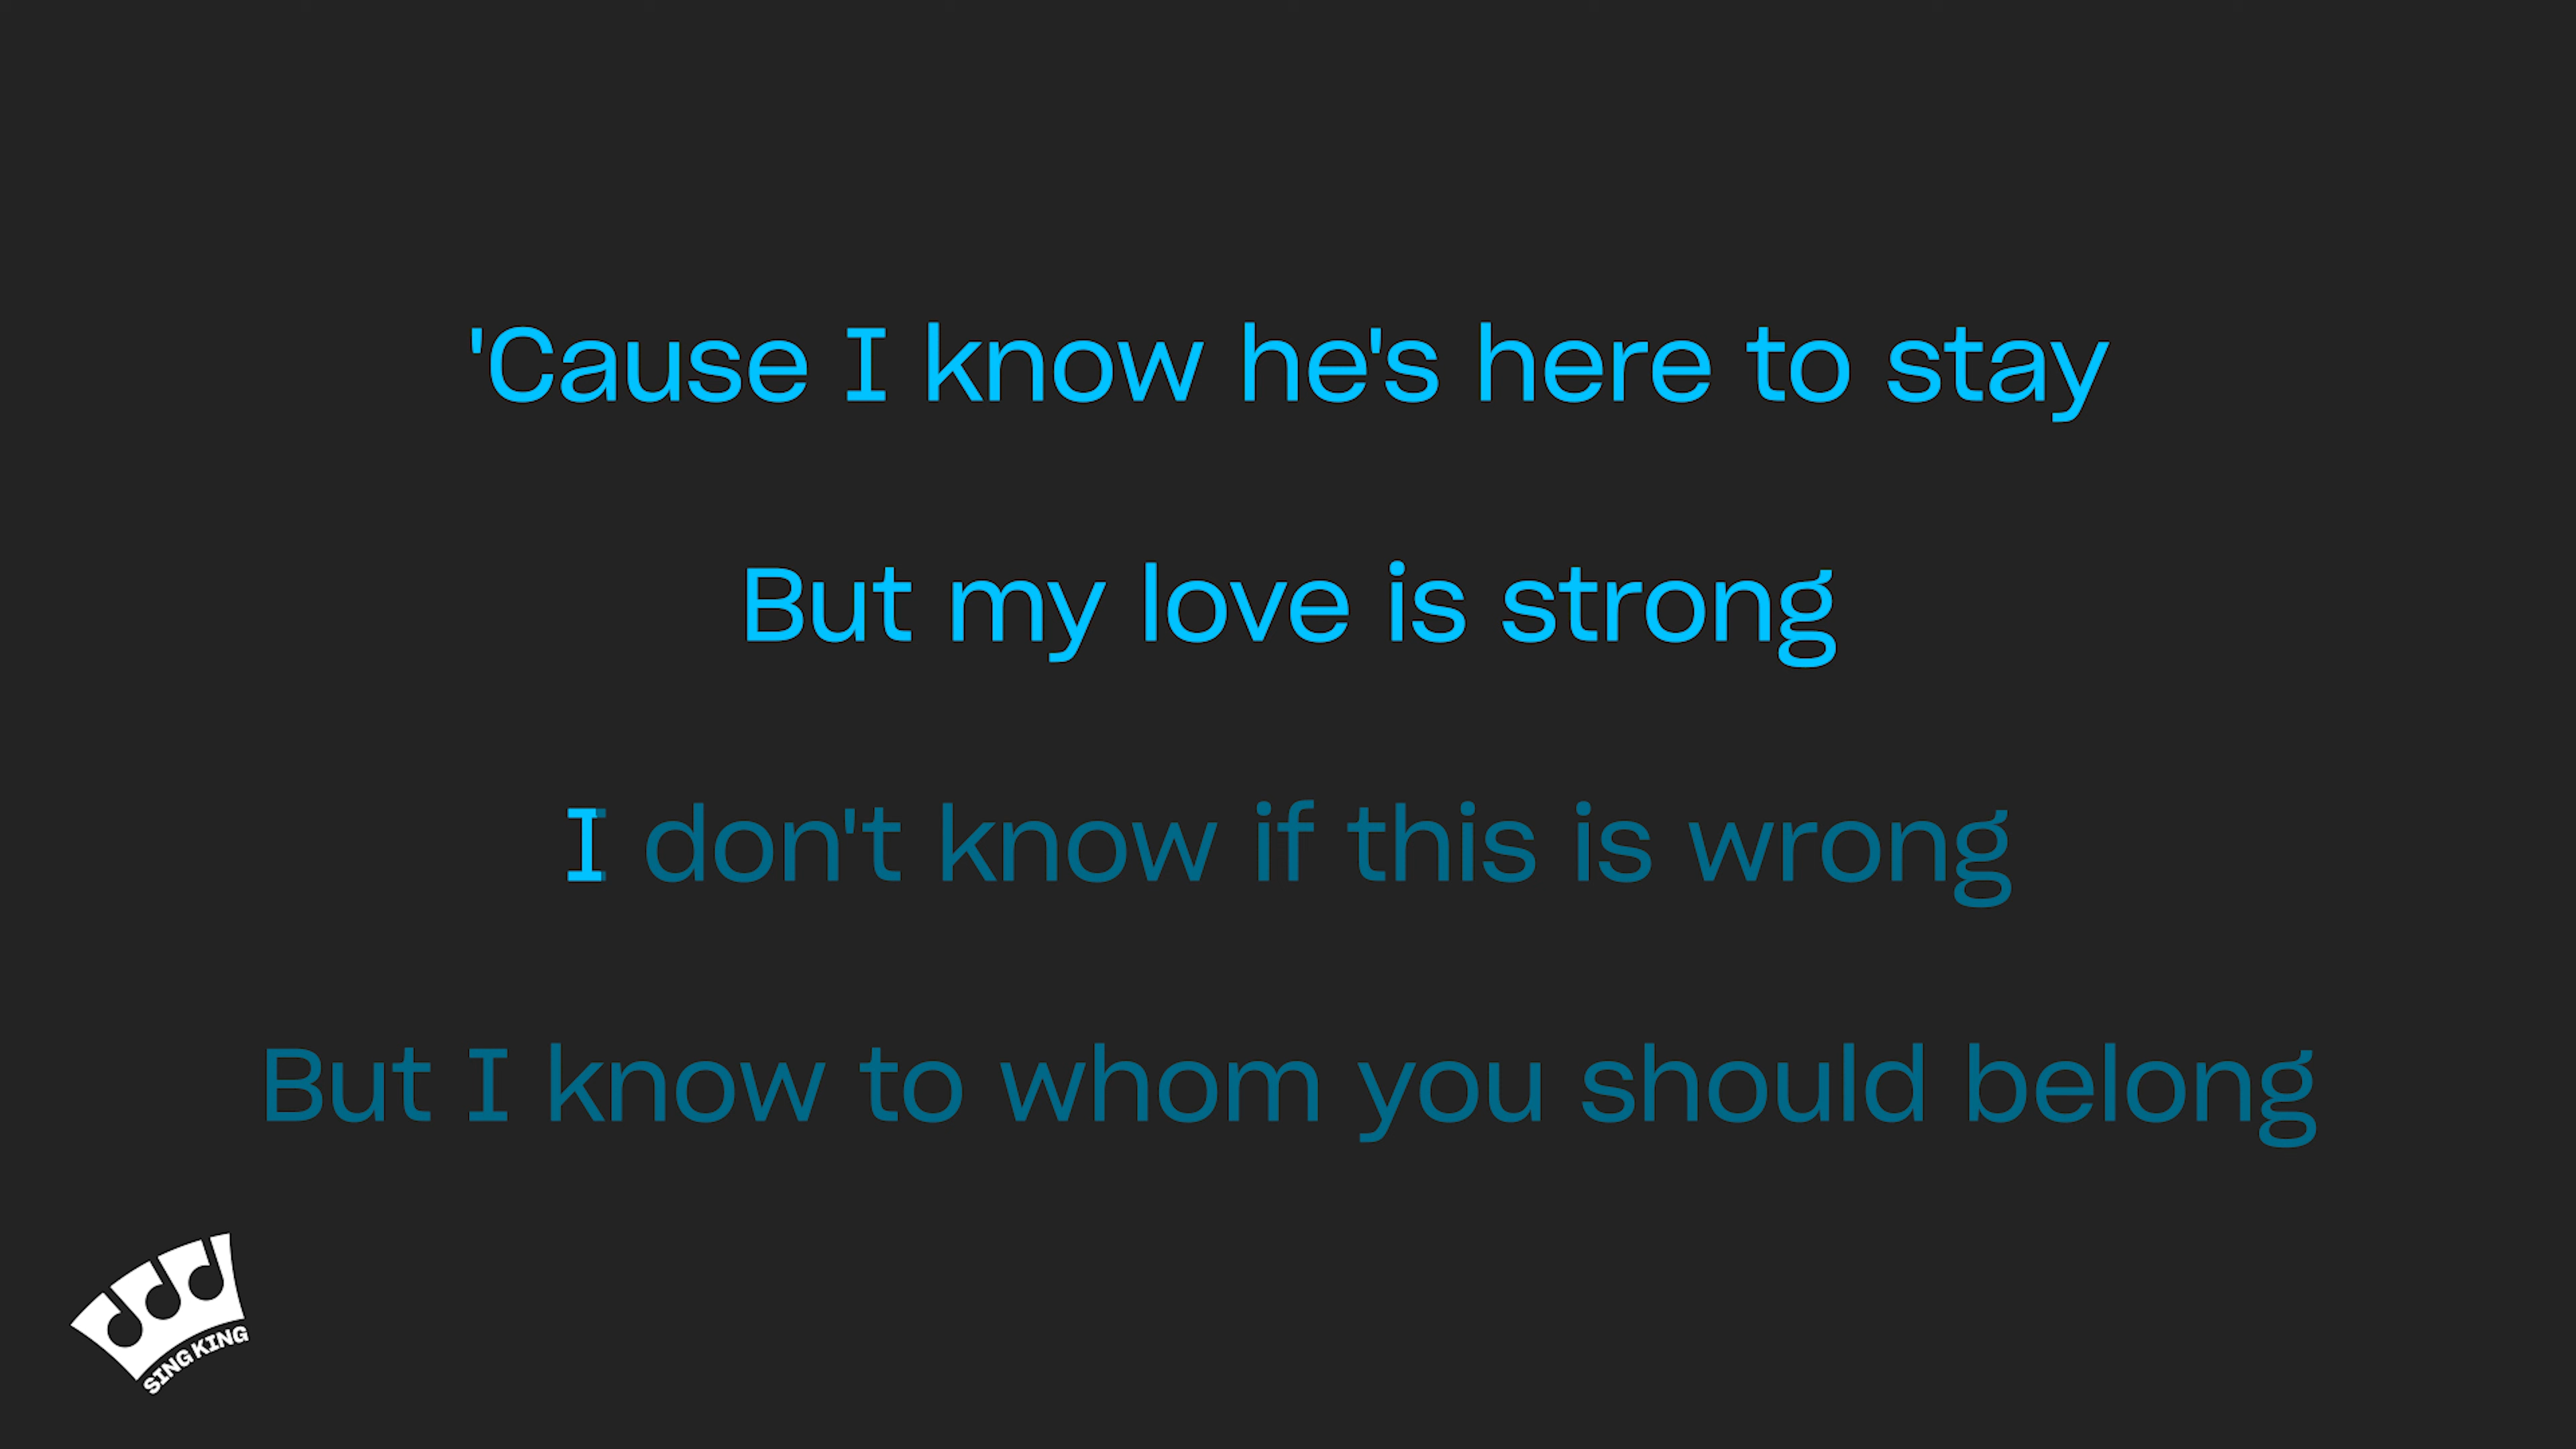 'Cause I know he's here to stay
But my love is strong
I don't know if this is wrong
But I know to whom you should belong
SING KING